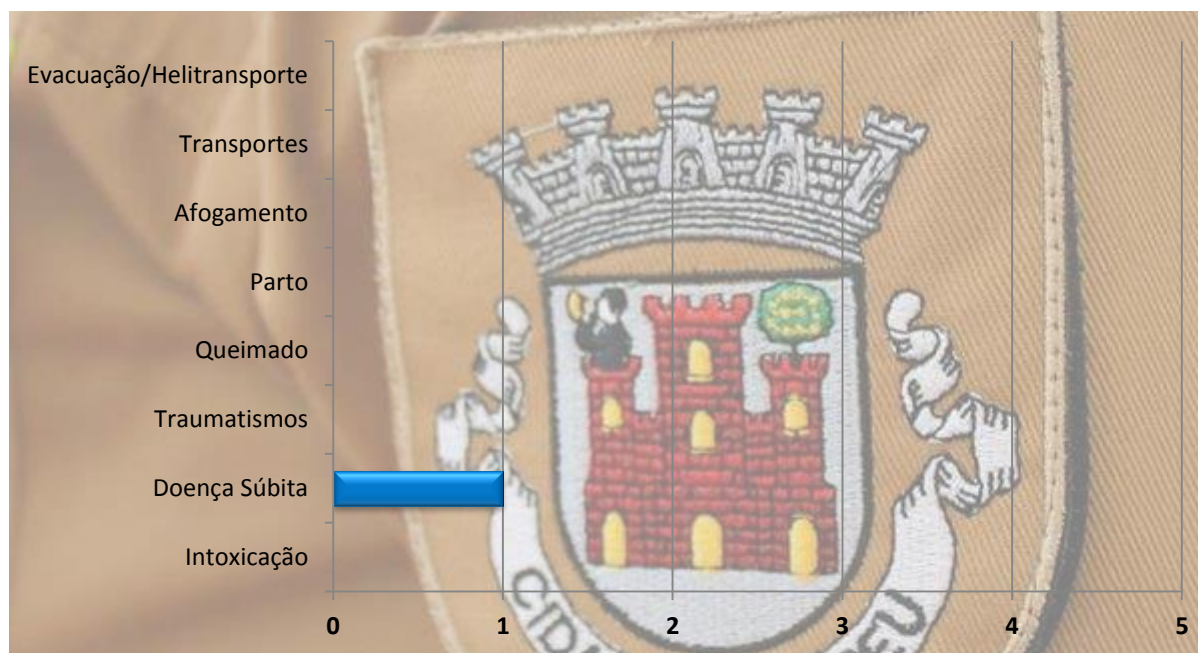 Evacuação/Helitransporte
Transportes
Afogamento
Parto
Queimado
Traumatismos
Doença Súbita
Intoxicação
0 1 2 3 4 5